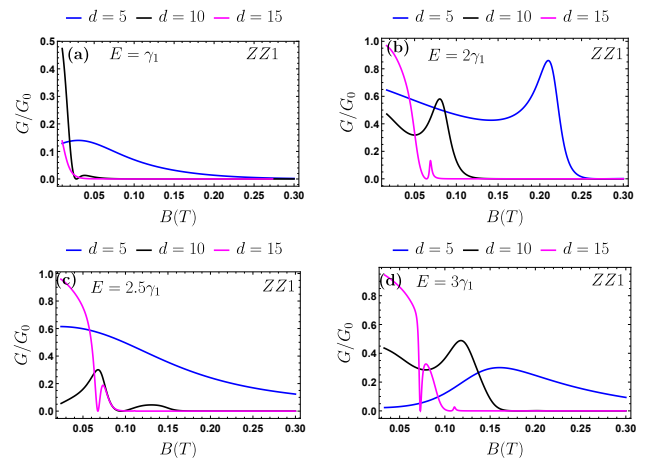 d = 5 d = 10 d = 15
(a) E = γ₁ ZZ1
G/G₀
0.5
0.4
0.3
0.2
0.1
0.0
0.05 0.10 0.15 0.20 0.25 0.30
B(T)
d = 5 d = 10 d = 15
(b) E = 2γ₁ ZZ1
G/G₀
1.0
0.8
0.6
0.4
0.2
0.0
0.05 0.10 0.15 0.20 0.25 0.30
B(T)
d = 5 d = 10 d = 15
(c) E = 2.5γ₁ ZZ1
G/G₀
1.0
0.8
0.6
0.4
0.2
0.0
0.05 0.10 0.15 0.20 0.25 0.30
B(T)
d = 5 d = 10 d = 15
(d) E = 3γ₁ ZZ1
G/G₀
1.0
0.8
0.6
0.4
0.2
0.0
0.05 0.10 0.15 0.20 0.25 0.30
B(T)